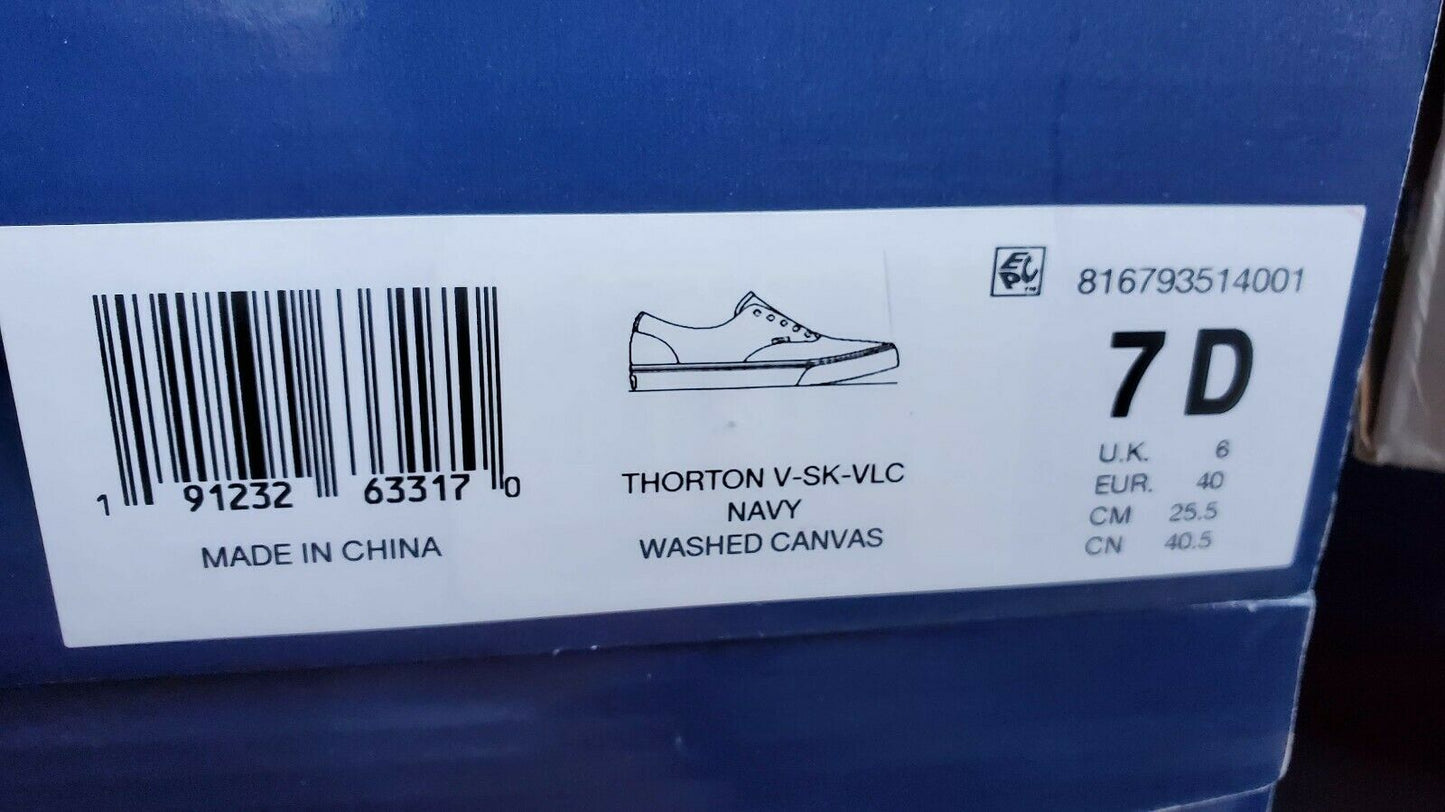 1 91232 63317 0
MADE IN CHINA
THORTON V-SK-VLC
NAVY
WASHED CANVAS
816793514001
7 D
U.K. 6
EUR. 40
CM 25.5
CN 40.5